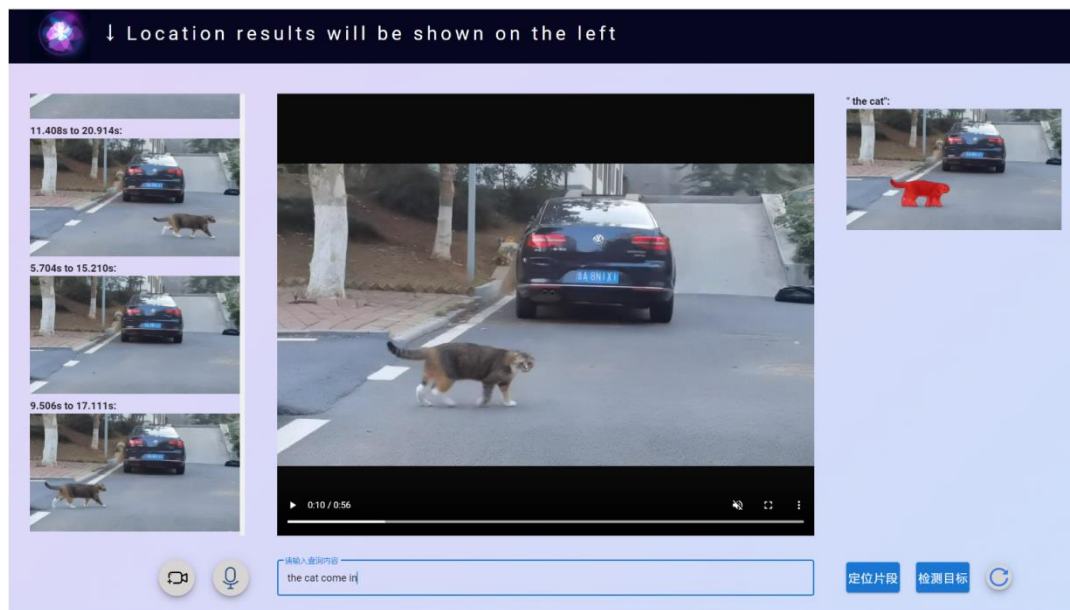 ↓ Location results will be shown on the left
11.408s to 20.914s:
5.704s to 15.210s:
9.506s to 17.111s:
" the cat":
0:10 / 0:56
请输入查询内容
the cat come in
定位片段
检测目标